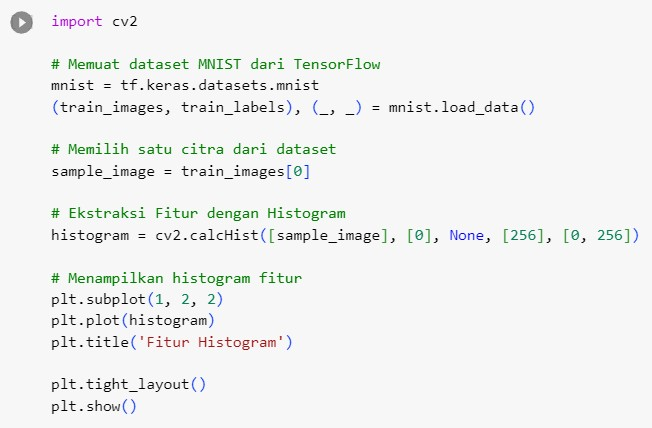 import cv2
# Memuat dataset MNIST dari TensorFlow
mnist = tf.keras.datasets.mnist
(train_images, train_labels), (_, _) = mnist.load_data()
# Memilih satu citra dari dataset
sample_image = train_images[0]
# Ekstraksi Fitur dengan Histogram
histogram = cv2.calcHist([sample_image], [0], None, [256], [0, 256])
# Menampilkan histogram fitur
plt.subplot(1, 2, 2)
plt.plot(histogram)
plt.title('Fitur Histogram')
plt.tight_layout()
plt.show()